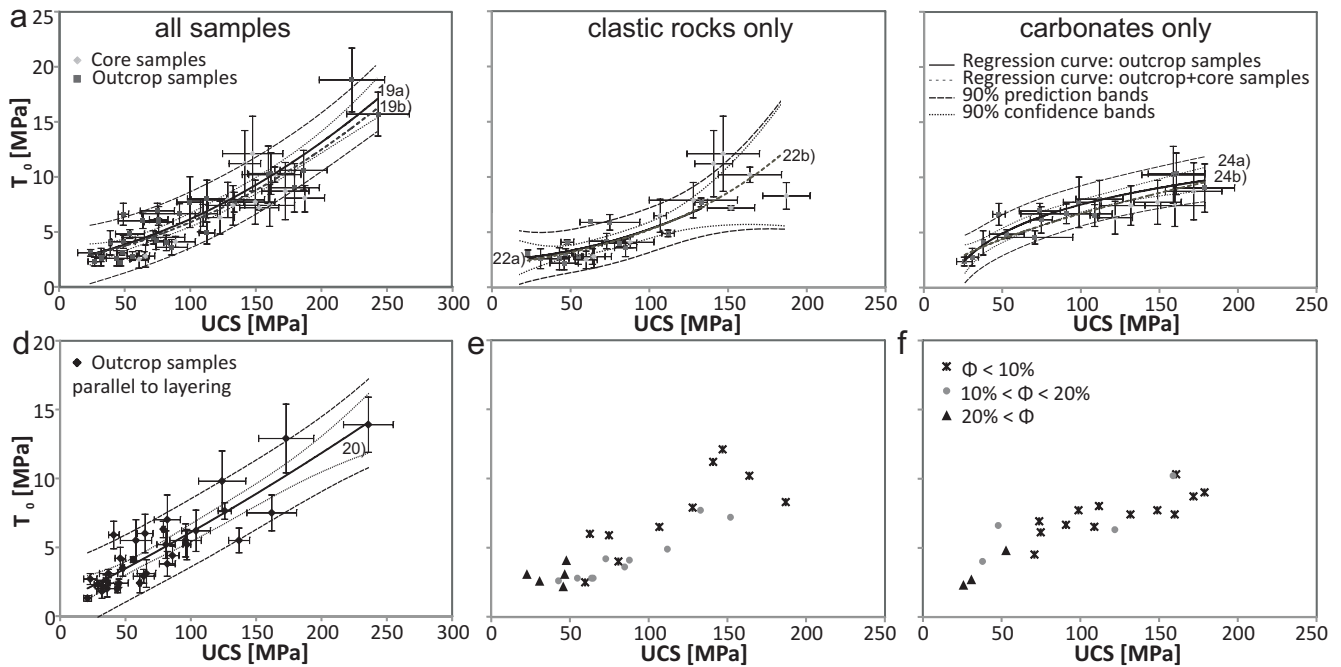 a
all samples
clastic rocks only
carbonates only
Core samples
Outcrop samples
Regression curve: outcrop samples
Regression curve: outcrop+core samples
90% prediction bands
90% confidence bands
19a)
19b)
22a)
22b)
24a)
24b)
T₀ [MPa]
25
20
15
10
5
0
0 50 100 150 200 250 300
0 50 100 150 200 250
0 50 100 150 200 250
UCS [MPa]
UCS [MPa]
UCS [MPa]
d
Outcrop samples
parallel to layering
20)
e
f
Φ < 10%
10% < Φ < 20%
20% < Φ
T₀ [MPa]
20
15
10
5
0
0 50 100 150 200 250 300
0 50 100 150 200 250
0 50 100 150 200 250
UCS [MPa]
UCS [MPa]
UCS [MPa]